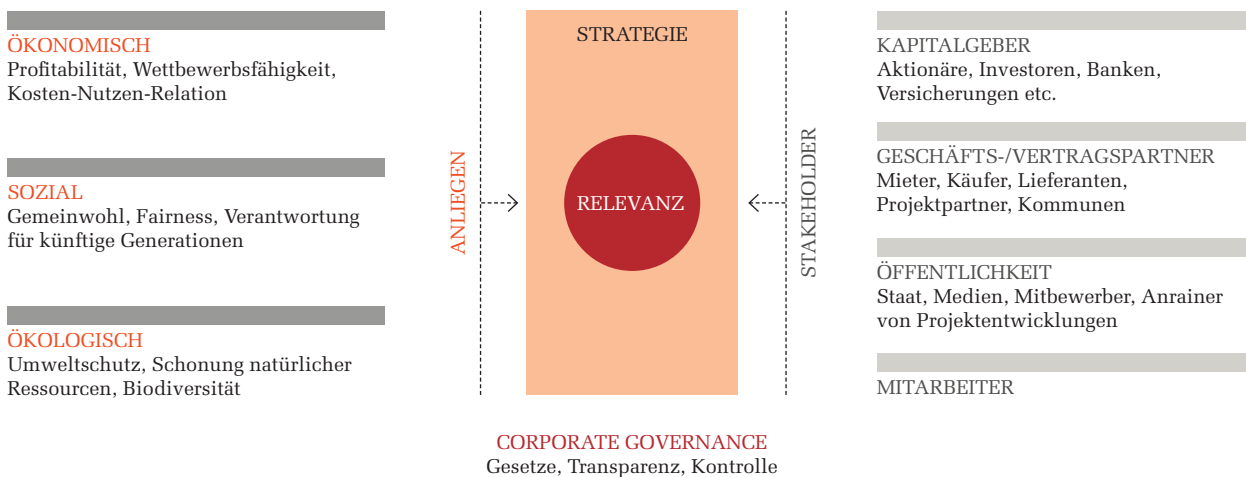 ÖKONOMISCH
Profitabilität, Wettbewerbsfähigkeit,
Kosten-Nutzen-Relation
SOZIAL
Gemeinwohl, Fairness, Verantwortung
für künftige Generationen
ÖKOLOGISCH
Umweltschutz, Schonung natürlicher
Ressourcen, Biodiversität
ANLIEGEN
STRATEGIE
RELEVANZ
STAKEHOLDER
KAPITALGEBER
Aktionäre, Investoren, Banken,
Versicherungen etc.
GESCHÄFTS-/VERTRAGSPARTNER
Mieter, Käufer, Lieferanten,
Projektpartner, Kommunen
ÖFFENTLICHKEIT
Staat, Medien, Mitbewerber, Anrainer
von Projektentwicklungen
MITARBEITER
CORPORATE GOVERNANCE
Gesetze, Transparenz, Kontrolle